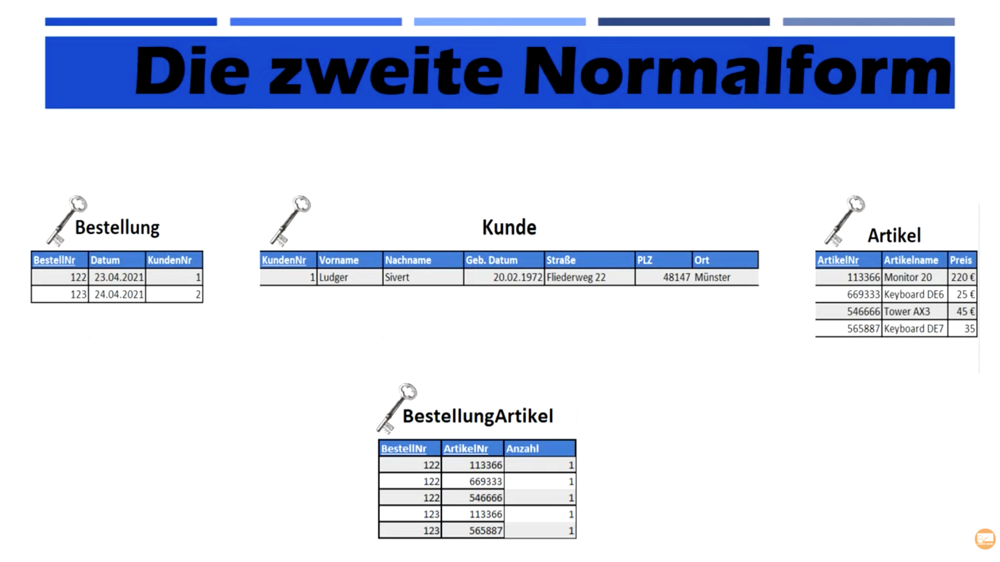 Die zweite Normalform
Bestellung
BestellNr Datum KundenNr
122 23.04.2021 1
123 24.04.2021 2
Kunde
KundenNr Vorname Nachname Geb. Datum Straße PLZ Ort
1 Ludger Sivert 20.02.1972 Fliederweg 22 48147 Münster
Artikel
ArtikelNr Artikelname Preis
113366 Monitor 20 220 €
669333 Keyboard DE6 25 €
546666 Tower AX3 45 €
565887 Keyboard DE7 35
BestellungArtikel
BestellNr ArtikelNr Anzahl
122 113366 1
122 669333 1
122 546666 1
123 113366 1
123 565887 1